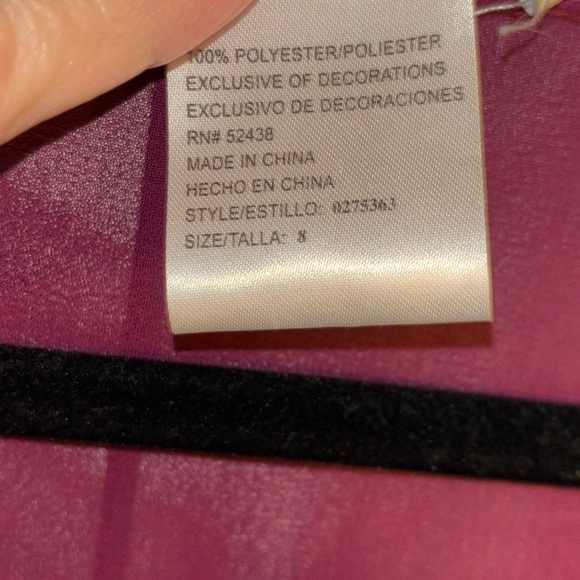 100% POLYESTER/POLIESTER
EXCLUSIVE OF DECORATIONS
EXCLUSIVO DE DECORACIONES
RN# 52438
MADE IN CHINA
HECHO EN CHINA
STYLE/ESTILLO: 0275363
SIZE/TALLA: 8